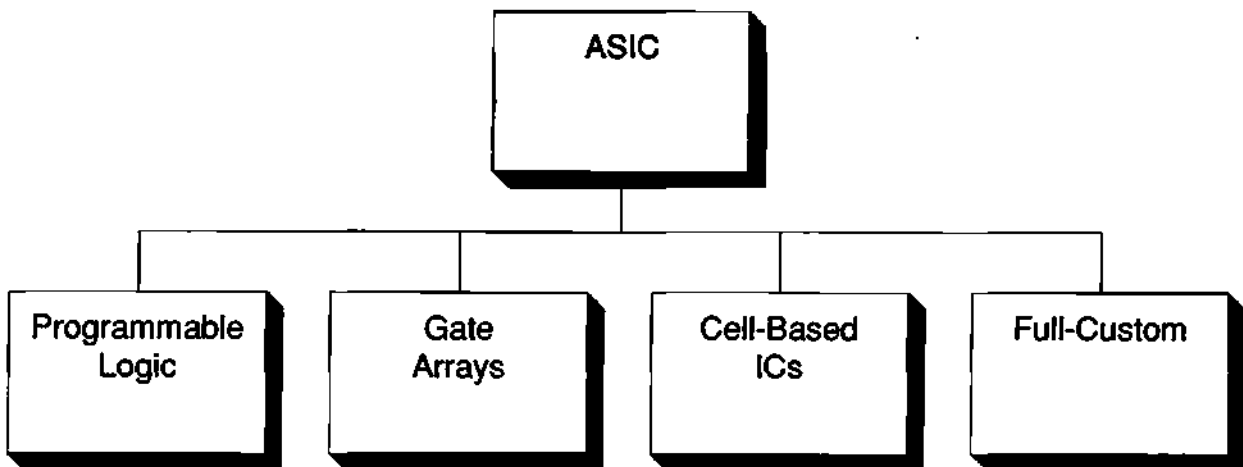 ASIC
Programmable
Logic
Gate
Arrays
Cell-Based
ICs
Full-Custom